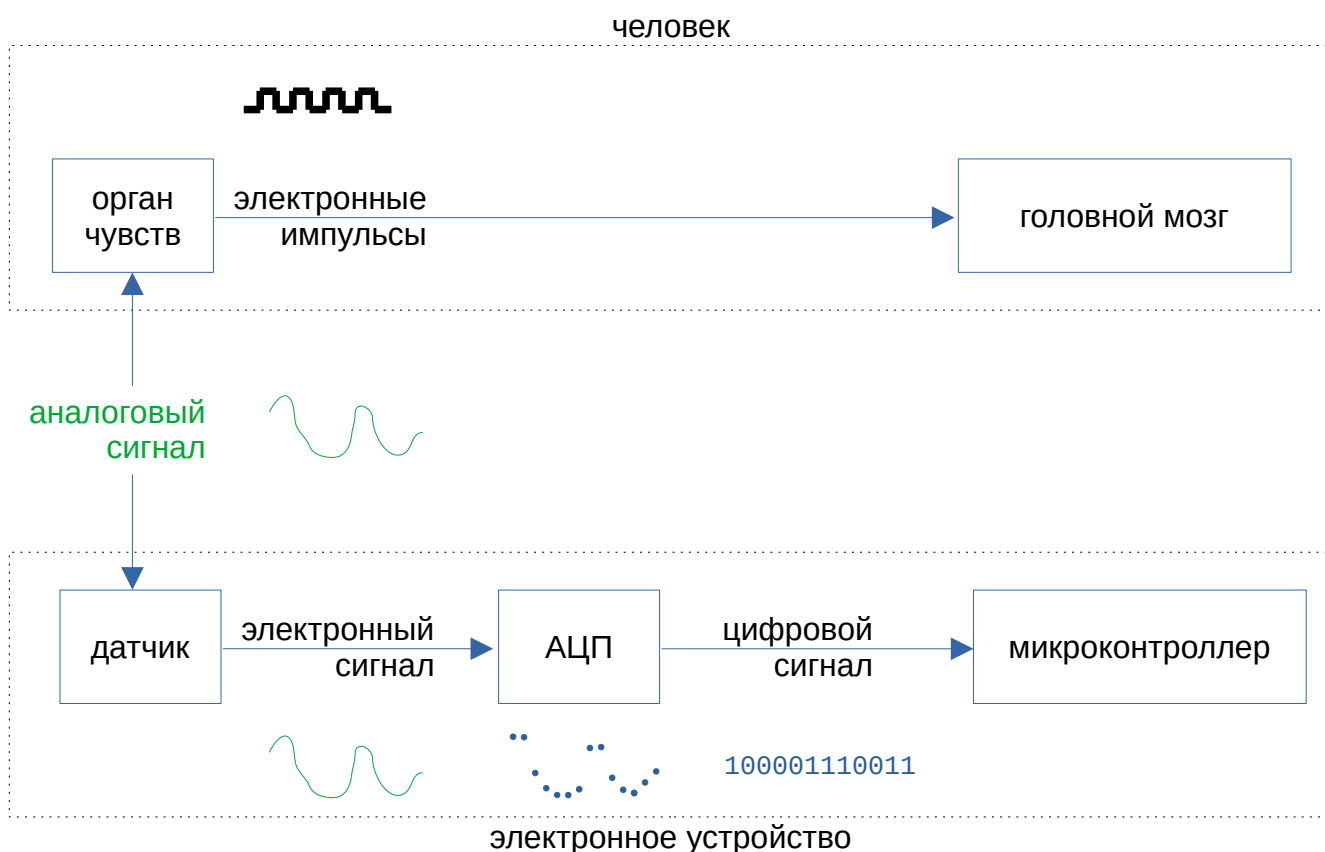 человек
орган
чувств
электронные
импульсы
головной мозг
аналоговый
сигнал
датчик
электронный
сигнал
АЦП
цифровой
сигнал
микроконтроллер
100001110011
электронное устройство